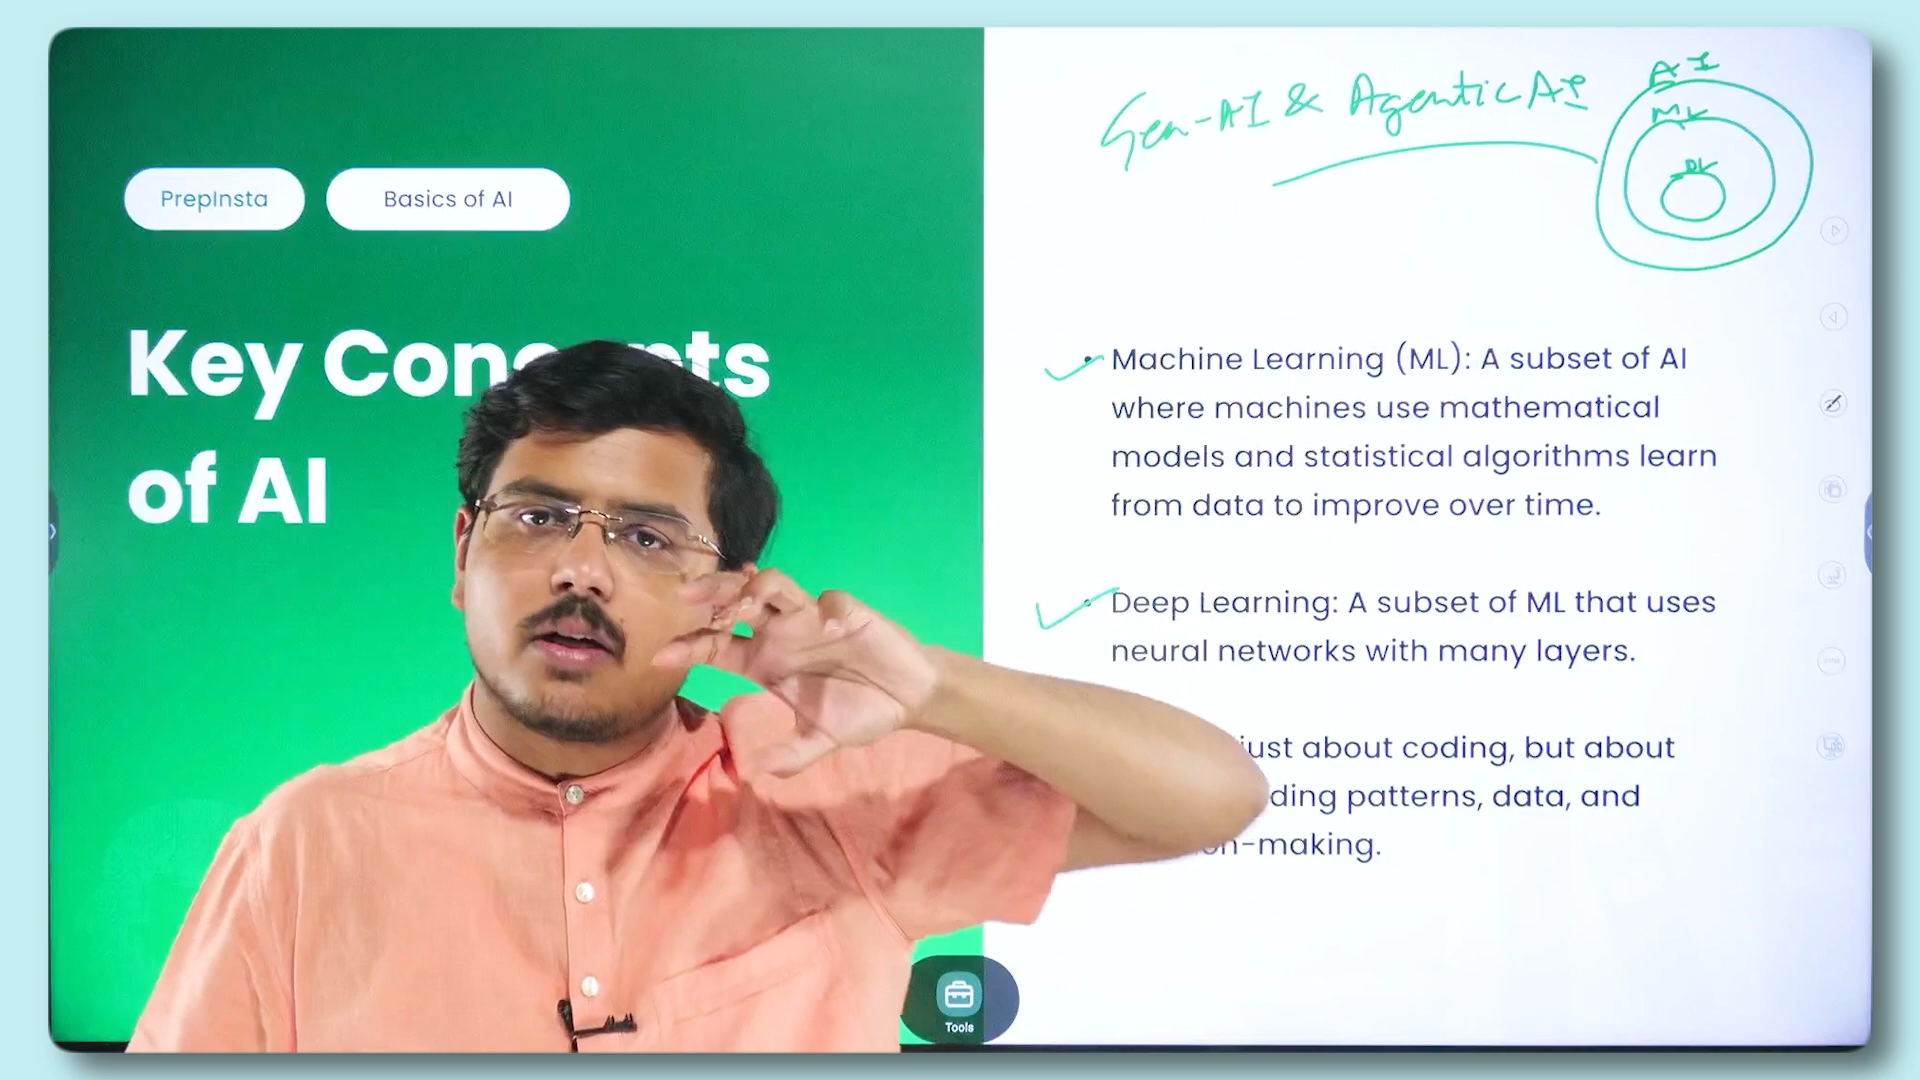 PrepInsta
Basics of AI
Key Concepts
of AI
Gen-AI & Agentic AI
AI
ML
DL
Machine Learning (ML): A subset of AI
where machines use mathematical
models and statistical algorithms learn
from data to improve over time.
Deep Learning: A subset of ML that uses
neural networks with many layers.
just about coding, but about
patterns, data, and
-making.
Tools